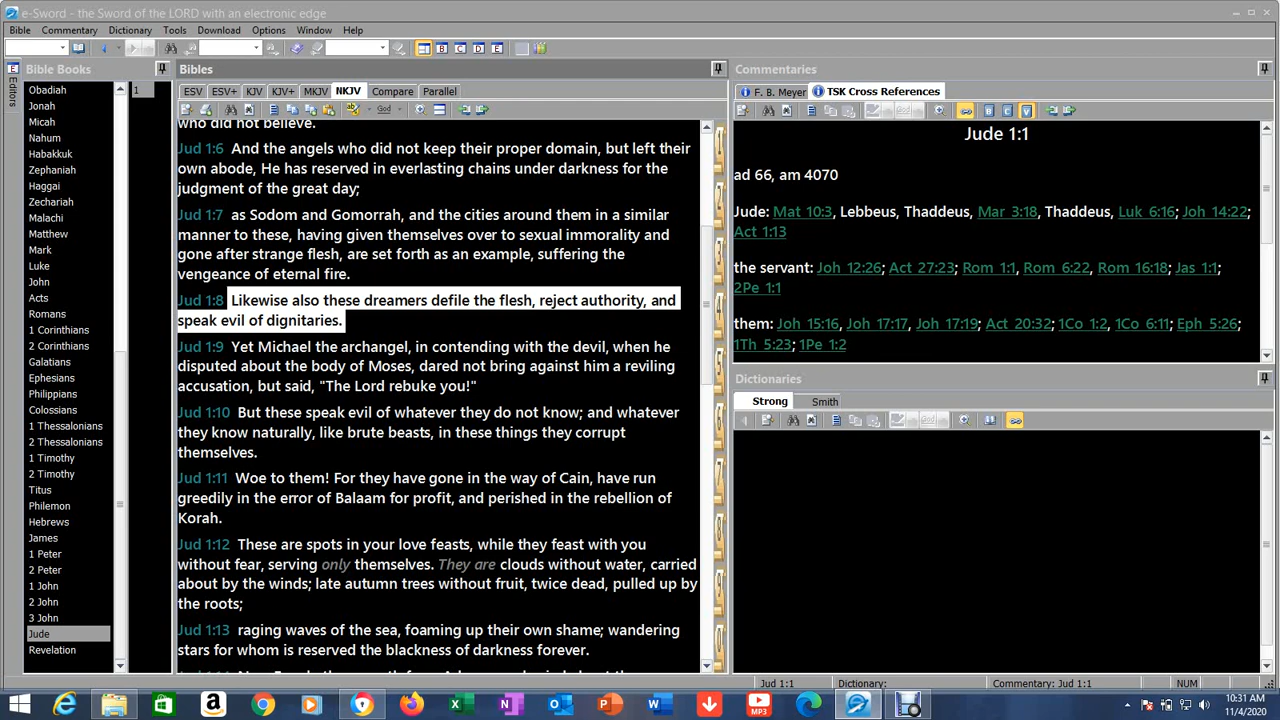 e-Sword - the Sword of the LORD with an electronic edge
Bible Commentary Dictionary Tools Download Options Window Help
B C D E
Editors
Bible Books
Obadiah
Jonah
Micah
Nahum
Habakkuk
Zephaniah
Haggai
Zechariah
Malachi
Matthew
Mark
Luke
John
Acts
Romans
1 Corinthians
2 Corinthians
Galatians
Ephesians
Philippians
Colossians
1 Thessalonians
2 Thessalonians
1 Timothy
2 Timothy
Titus
Philemon
Hebrews
James
1 Peter
2 Peter
1 John
2 John
3 John
Jude
Revelation
1
Bibles
ESV ESV+ KJV KJV+ MKJV NKJV Compare Parallel
God
who did not believe.
Jud 1:6 And the angels who did not keep their proper domain, but left their
own abode, He has reserved in everlasting chains under darkness for the
judgment of the great day;
Jud 1:7 as Sodom and Gomorrah, and the cities around them in a similar
manner to these, having given themselves over to sexual immorality and
gone after strange flesh, are set forth as an example, suffering the
vengeance of eternal fire.
Jud 1:8 Likewise also these dreamers defile the flesh, reject authority, and
speak evil of dignitaries.
Jud 1:9 Yet Michael the archangel, in contending with the devil, when he
disputed about the body of Moses, dared not bring against him a reviling
accusation, but said, "The Lord rebuke you!"
Jud 1:10 But these speak evil of whatever they do not know; and whatever
they know naturally, like brute beasts, in these things they corrupt
themselves.
Jud 1:11 Woe to them! For they have gone in the way of Cain, have run
greedily in the error of Balaam for profit, and perished in the rebellion of
Korah.
Jud 1:12 These are spots in your love feasts, while they feast with you
without fear, serving only themselves. They are clouds without water, carried
about by the winds; late autumn trees without fruit, twice dead, pulled up by
the roots;
Jud 1:13 raging waves of the sea, foaming up their own shame; wandering
stars for whom is reserved the blackness of darkness forever.
Commentaries
F. B. Meyer TSK Cross References
God B C V
Jude 1:1
ad 66, am 4070
Jude: Mat 10:3, Lebbeus, Thaddeus, Mar 3:18, Thaddeus, Luk 6:16; Joh 14:22;
Act 1:13
the servant: Joh 12:26; Act 27:23; Rom 1:1, Rom 6:22, Rom 16:18; Jas 1:1;
2Pe 1:1
them: Joh 15:16, Joh 17:17, Joh 17:19; Act 20:32; 1Co 1:2, 1Co 6:11; Eph 5:26;
1Th 5:23; 1Pe 1:2
Dictionaries
Strong Smith
God
Jud 1:1 Dictionary: Commentary: Jud 1:1 NUM
MP3
10:31 AM
11/4/2020